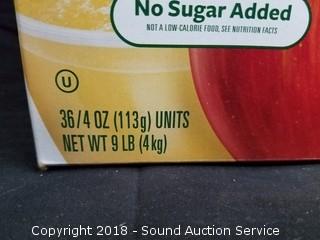 No Sugar Added
NOT A LOW-CALORIE FOOD, SEE NUTRITION FACTS
U
36/4 OZ (113g) UNITS
NET WT 9 LB (4kg)
Copyright 2018 - Sound Auction Service